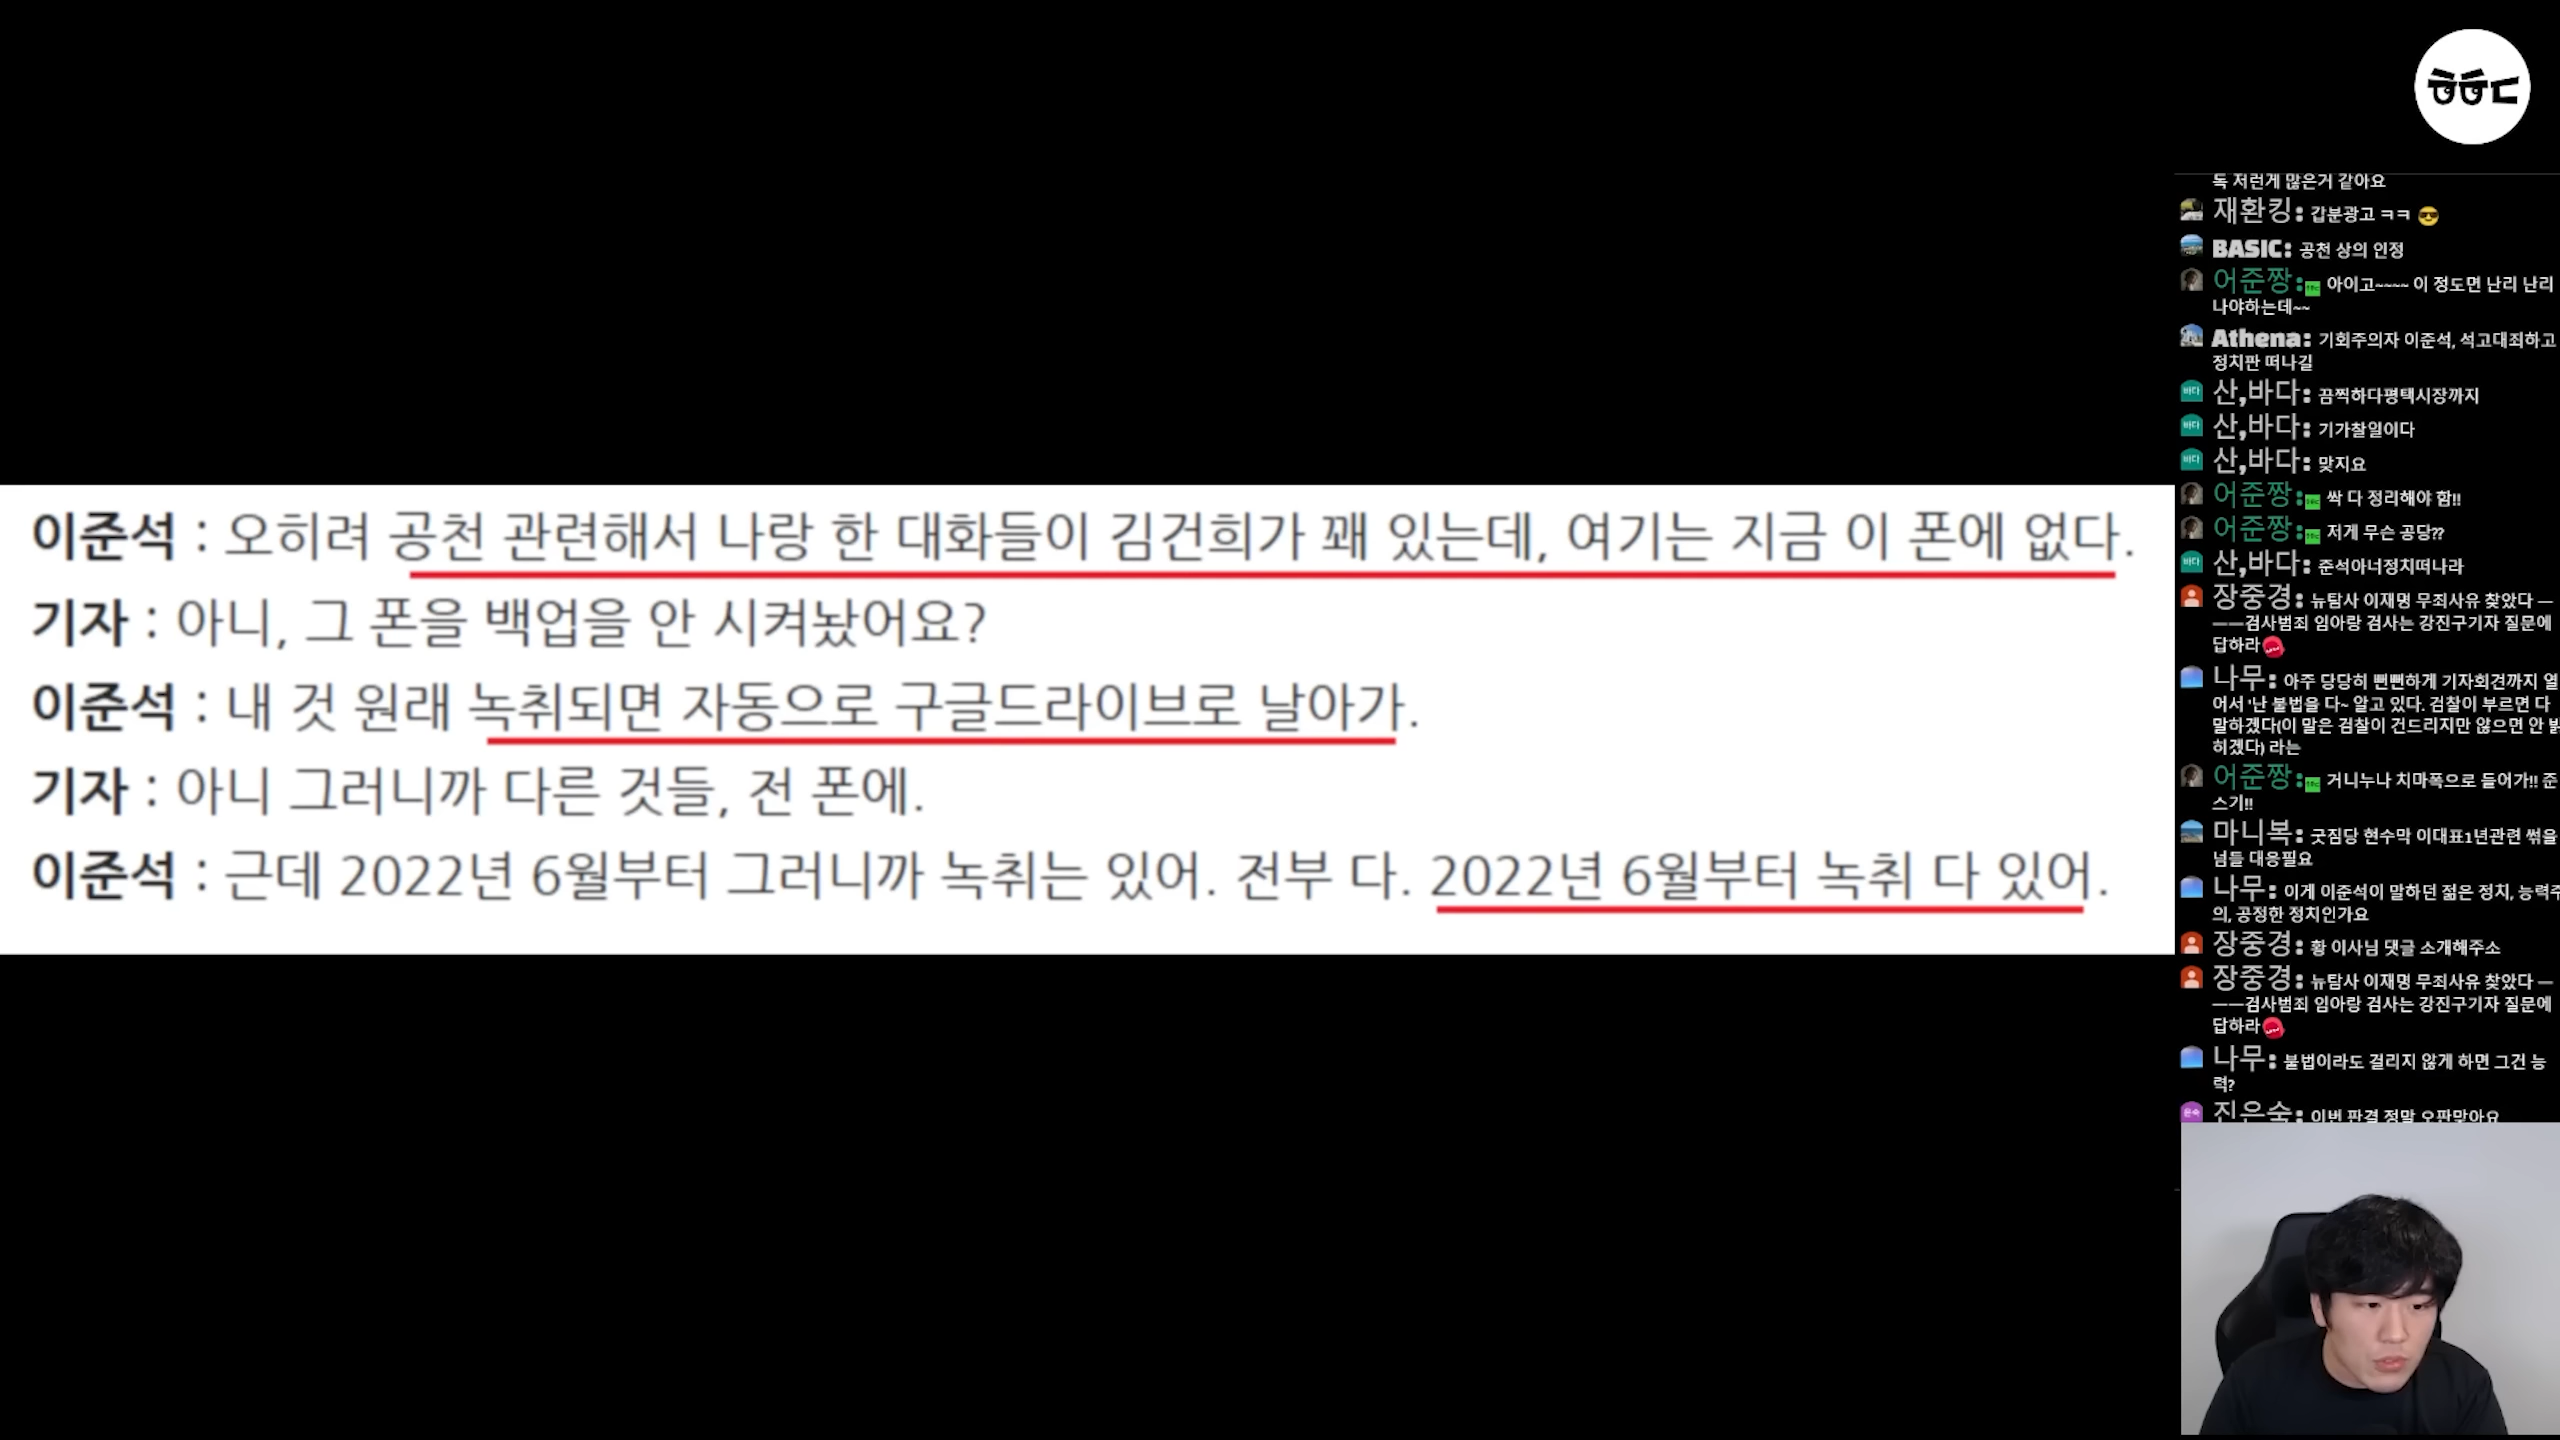 ㅎㅎㄷ
이준석 : 오히려 공천 관련해서 나랑 한 대화들이 김건희가 꽤 있는데, 여기는 지금 이 폰에 없다.
기자 : 아니, 그 폰을 백업을 안 시켜놨어요?
이준석 : 내 것 원래 녹취되면 자동으로 구글드라이브로 날아가.
기자 : 아니 그러니까 다른 것들, 전 폰에.
이준석 : 근데 2022년 6월부터 그러니까 녹취는 있어. 전부 다. 2022년 6월부터 녹취 다 있어.
독 저런게 많은거 같아요
재환킹: 갑분광고 ㅋㅋ 😎
BASIC: 공천 상의 인정
어준짱: 아이고~~~~ 이 정도면 난리 난리
나야하는데~~
Athena: 기회주의자 이준석, 석고대죄하고
정치판 떠나길
바다 산,바다: 끔찍하다평택시장까지
바다 산,바다: 기가찰일이다
바다 산,바다: 맞지요
어준짱: 싹 다 정리해야 함!!
어준짱: 저게 무슨 공당??
바다 산,바다: 준석아너정치떠나라
장중경: 뉴탐사 이재명 무죄사유 찾았다 —
——검사범죄 임아랑 검사는 강진구기자 질문에
답하라
나무: 아주 당당히 뻔뻔하게 기자회견까지 열
어서 '난 불법을 다~ 알고 있다. 검찰이 부르면 다
말하겠다(이 말은 검찰이 건드리지만 않으면 안 밝
히겠다) 라는
어준짱: 거니누나 치마폭으로 들어가!! 준
스기!!
마니복: 굿짐당 현수막 이대표1년관련 썪을
넘들 대응필요
나무: 이게 이준석이 말하던 젊은 정치, 능력주
의, 공정한 정치인가요
장중경: 황 이사님 댓글 소개해주소
장중경: 뉴탐사 이재명 무죄사유 찾았다 —
——검사범죄 임아랑 검사는 강진구기자 질문에
답하라
나무: 불법이라도 걸리지 않게 하면 그건 능
력?
은숙 진은숙: 이번 판결 정말 오판맞아요